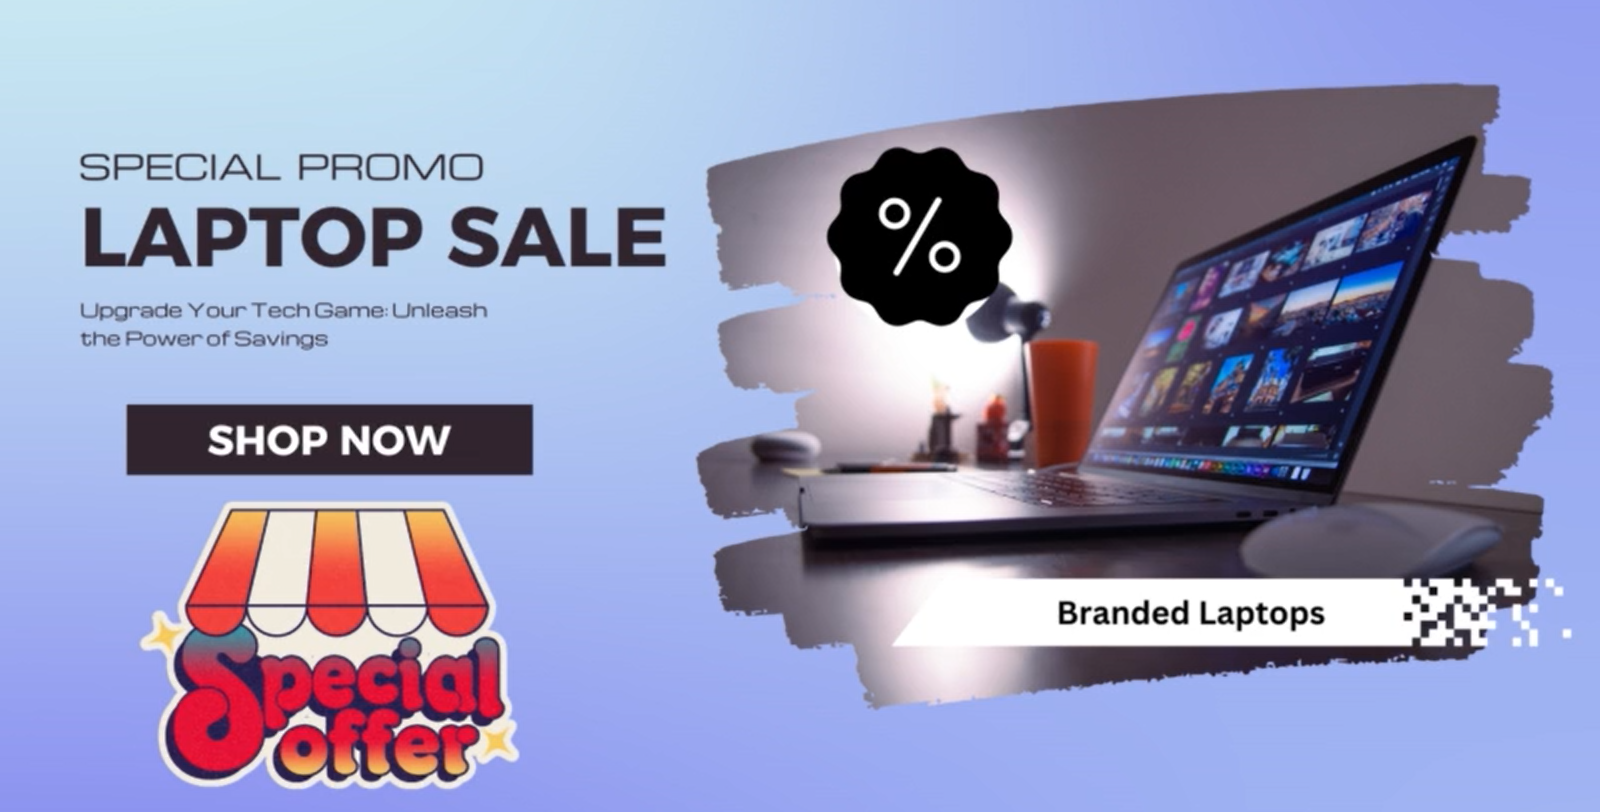 SPECIAL PROMO
LAPTOP SALE
Upgrade Your Tech Game: Unleash
the Power of Savings
SHOP NOW
Special
offer
%
Branded Laptops